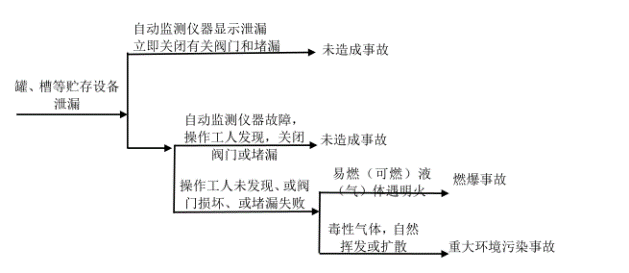 自动监测仪器显示泄漏
立即关闭有关阀门和堵漏
未造成事故
罐、槽等贮存设备
泄漏
自动监测仪器故障，
操作工人发现，关闭
阀门或堵漏
未造成事故
操作工人未发现、或阀
门损坏、或堵漏失败
易燃（可燃）液
（气）体遇明火
燃爆事故
毒性气体，自然
挥发或扩散
重大环境污染事故